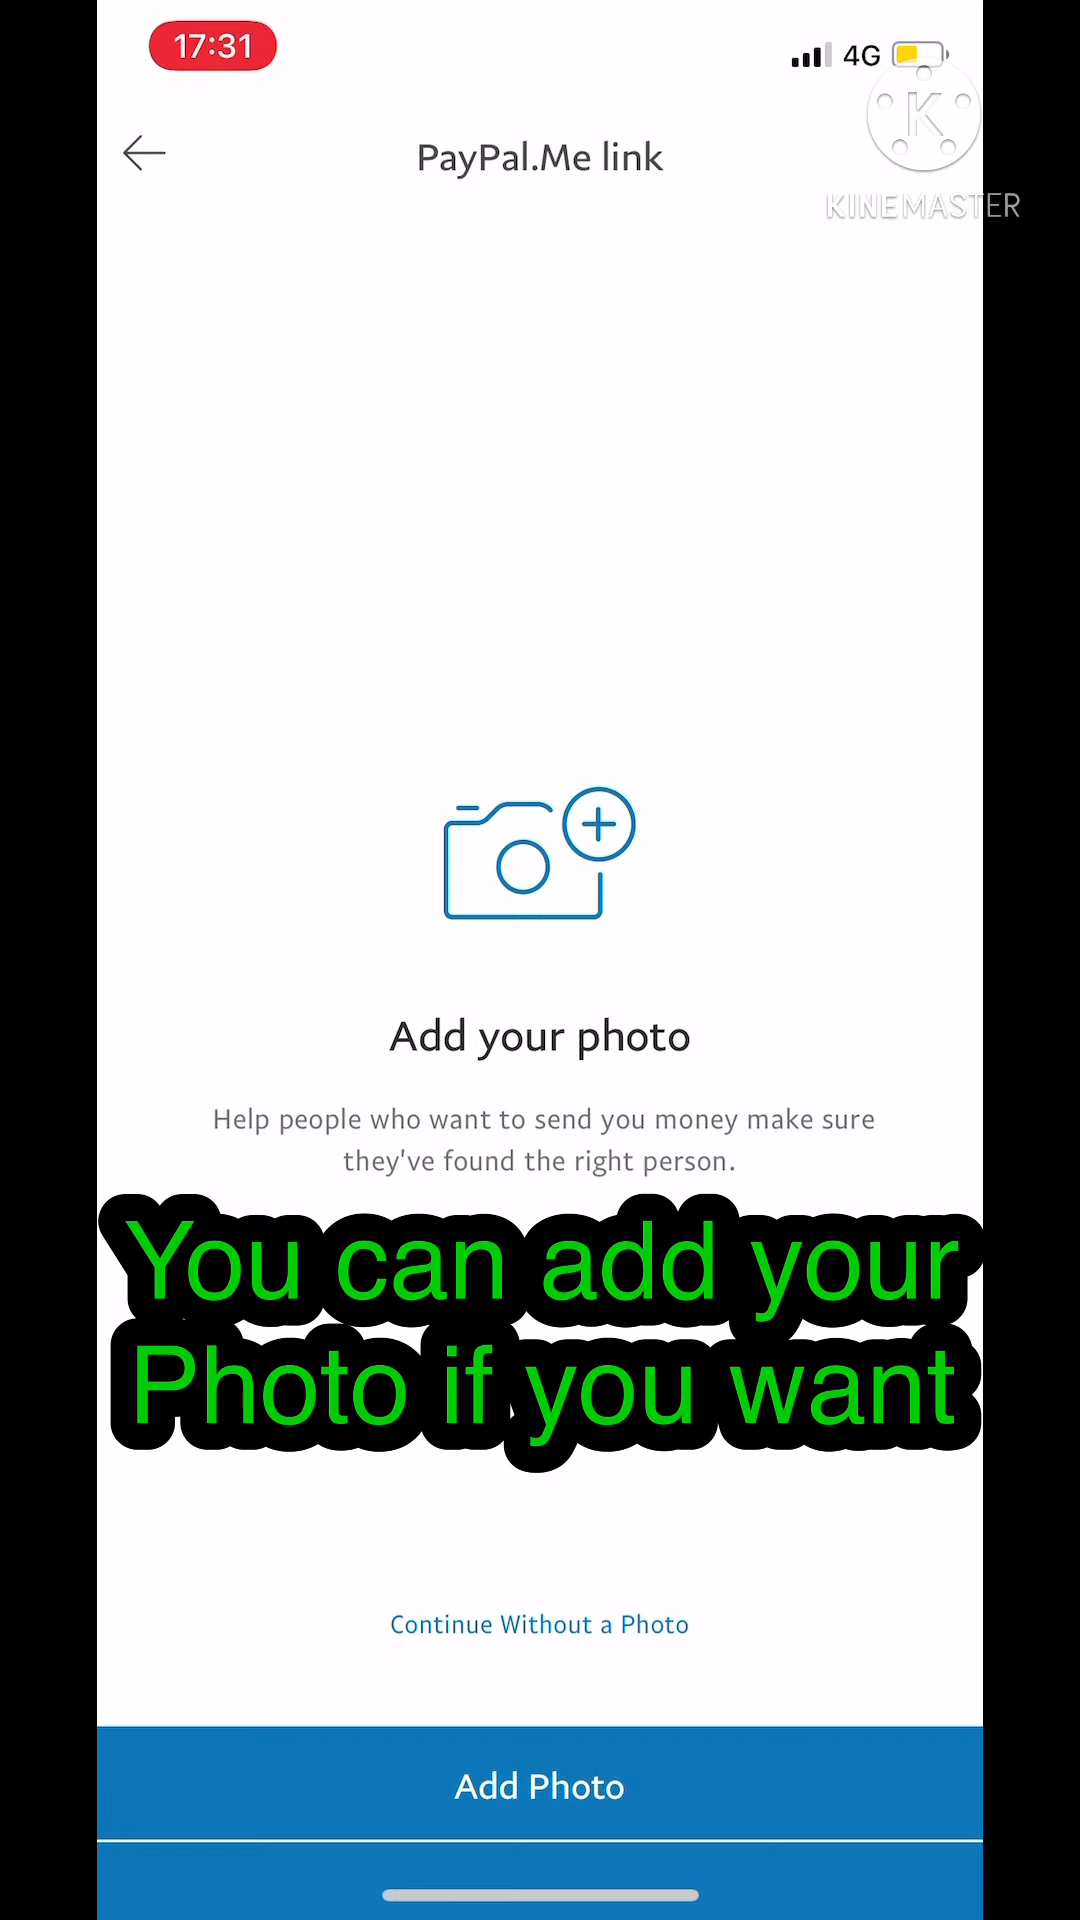 17:31
4G
PayPal.Me link
K
KINEMASTER
Add your photo
Help people who want to send you money make sure
they've found the right person.
You can add your
Photo if you want
Continue Without a Photo
Add Photo